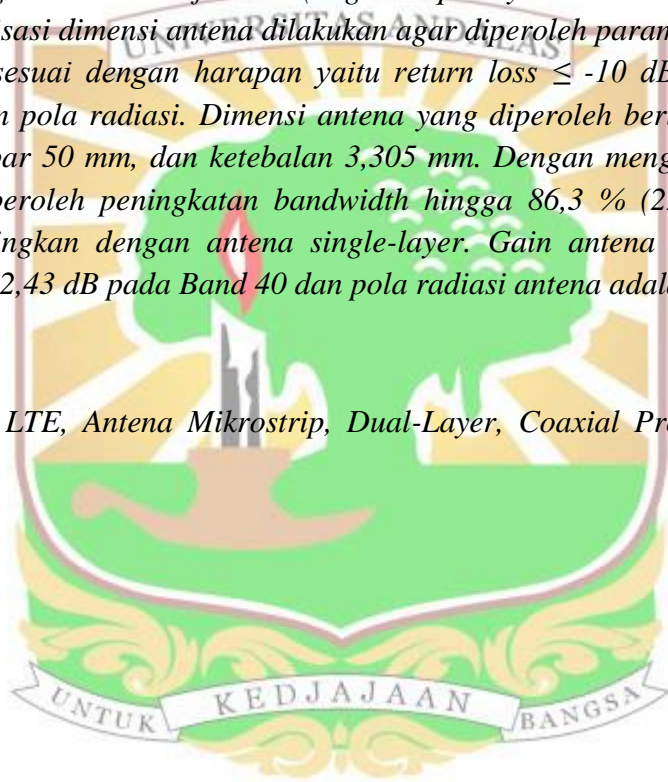 UNIVERSITAS ANDALAS
sasi dimensi antena dilakukan agar diperoleh param
sesuai dengan harapan yaitu return loss ≤ -10 dB
n pola radiasi. Dimensi antena yang diperoleh ber
bar 50 mm, dan ketebalan 3,305 mm. Dengan meng
peroleh peningkatan bandwidth hingga 86,3 % (2
ingkan dengan antena single-layer. Gain antena
2,43 dB pada Band 40 dan pola radiasi antena adal
LTE, Antena Mikrostrip, Dual-Layer, Coaxial Pr
UNTUK KEDJAJAAN BANGSA